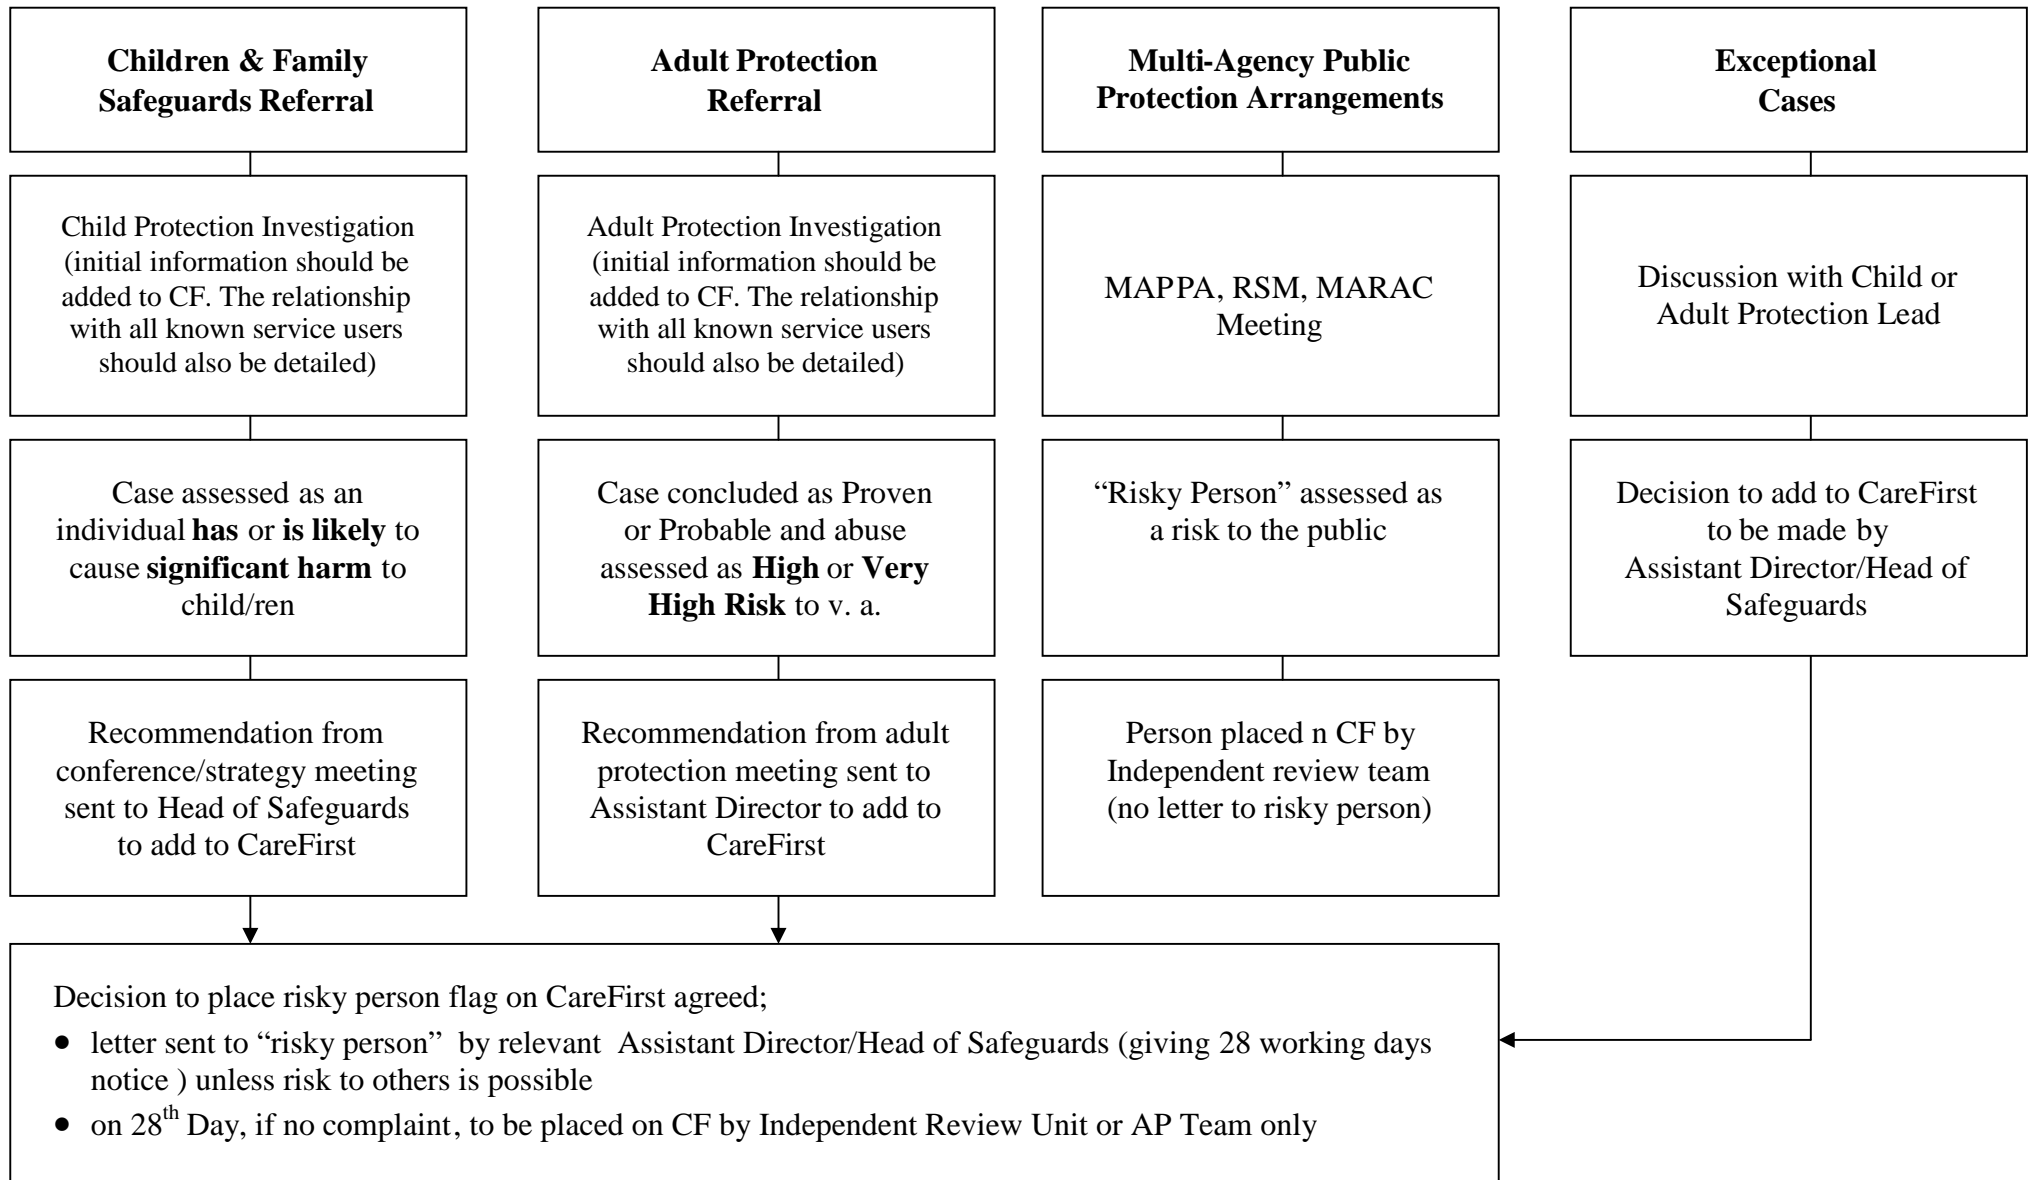 Children & Family
Safeguards Referral
Adult Protection
Referral
Multi-Agency Public
Protection Arrangements
Exceptional
Cases
Child Protection Investigation
(initial information should be
added to CF. The relationship
with all known service users
should also be detailed)
Adult Protection Investigation
(initial information should be
added to CF. The relationship
with all known service users
should also be detailed)
MAPPA, RSM, MARAC
Meeting
Discussion with Child or
Adult Protection Lead
Case assessed as an
individual has or is likely to
cause significant harm to
child/ren
Case concluded as Proven
or Probable and abuse
assessed as High or Very
High Risk to v. a.
“Risky Person” assessed as
a risk to the public
Decision to add to CareFirst
to be made by
Assistant Director/Head of
Safeguards
Recommendation from
conference/strategy meeting
sent to Head of Safeguards
to add to CareFirst
Recommendation from adult
protection meeting sent to
Assistant Director to add to
CareFirst
Person placed n CF by
Independent review team
(no letter to risky person)
Decision to place risky person flag on CareFirst agreed;
• letter sent to “risky person” by relevant Assistant Director/Head of Safeguards (giving 28 working days
notice ) unless risk to others is possible
• on 28th Day, if no complaint, to be placed on CF by Independent Review Unit or AP Team only